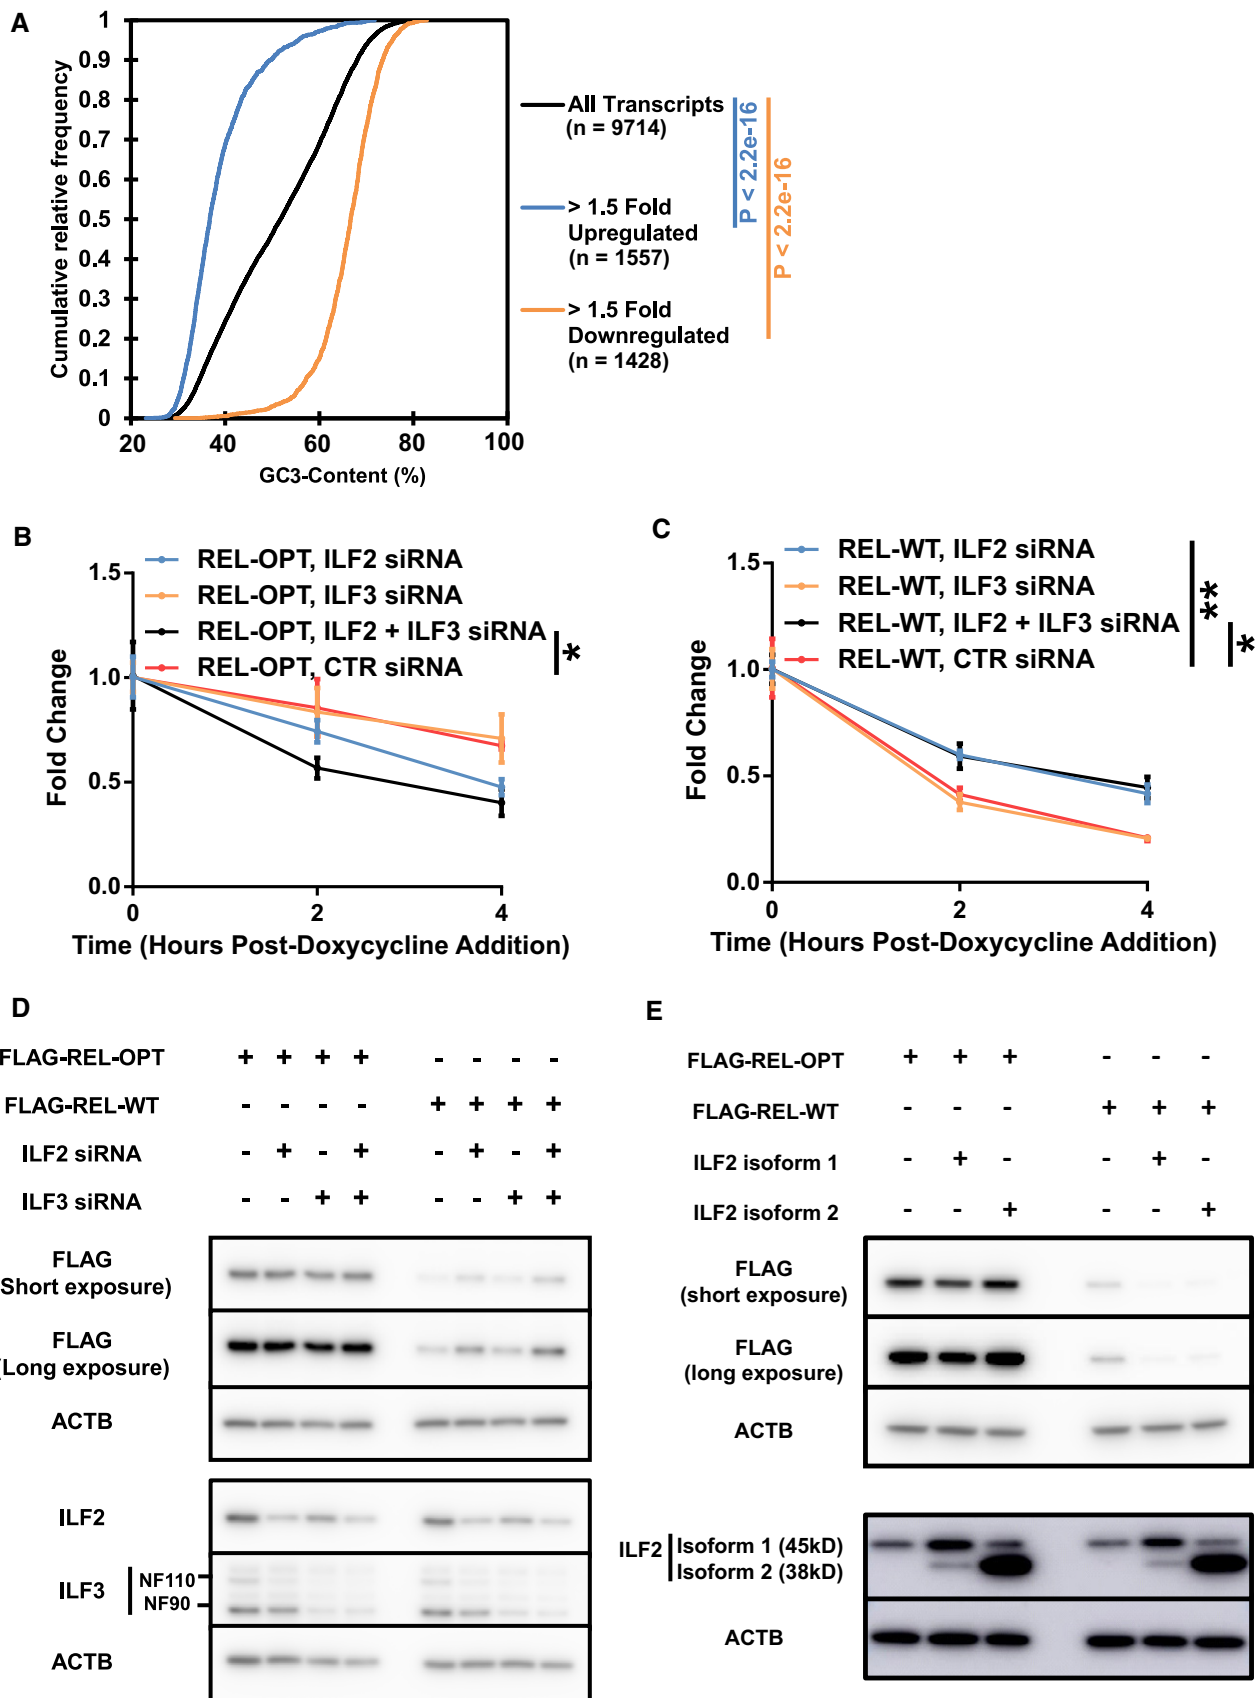 A
Cumulative relative frequency
1
0.9
0.8
0.7
0.6
0.5
0.4
0.3
0.2
0.1
0
20 40 60 80 100
GC3-Content (%)
All Transcripts
(n = 9714)
> 1.5 Fold
Upregulated
(n = 1557)
> 1.5 Fold
Downregulated
(n = 1428)
P < 2.2e-16
P < 2.2e-16
B
REL-OPT, ILF2 siRNA
REL-OPT, ILF3 siRNA
REL-OPT, ILF2 + ILF3 siRNA
REL-OPT, CTR siRNA
*
Fold Change
1.5
1.0
0.5
0.0
0 2 4
Time (Hours Post-Doxycycline Addition)
C
REL-WT, ILF2 siRNA
REL-WT, ILF3 siRNA
REL-WT, ILF2 + ILF3 siRNA
REL-WT, CTR siRNA
**
*
Fold Change
1.5
1.0
0.5
0.0
0 2 4
Time (Hours Post-Doxycycline Addition)
D
FLAG-REL-OPT + + + + - - - -
FLAG-REL-WT - - - - + + + +
ILF2 siRNA - + - + - + - +
ILF3 siRNA - - + + - - + +
FLAG
Short exposure)
FLAG
(Long exposure)
ACTB
ILF2
ILF3
NF110
NF90
ACTB
E
FLAG-REL-OPT + + + - - -
FLAG-REL-WT - - - + + +
ILF2 isoform 1 - + - - + -
ILF2 isoform 2 - - + - - +
FLAG
(short exposure)
FLAG
(long exposure)
ACTB
ILF2
Isoform 1 (45kD)
Isoform 2 (38kD)
ACTB